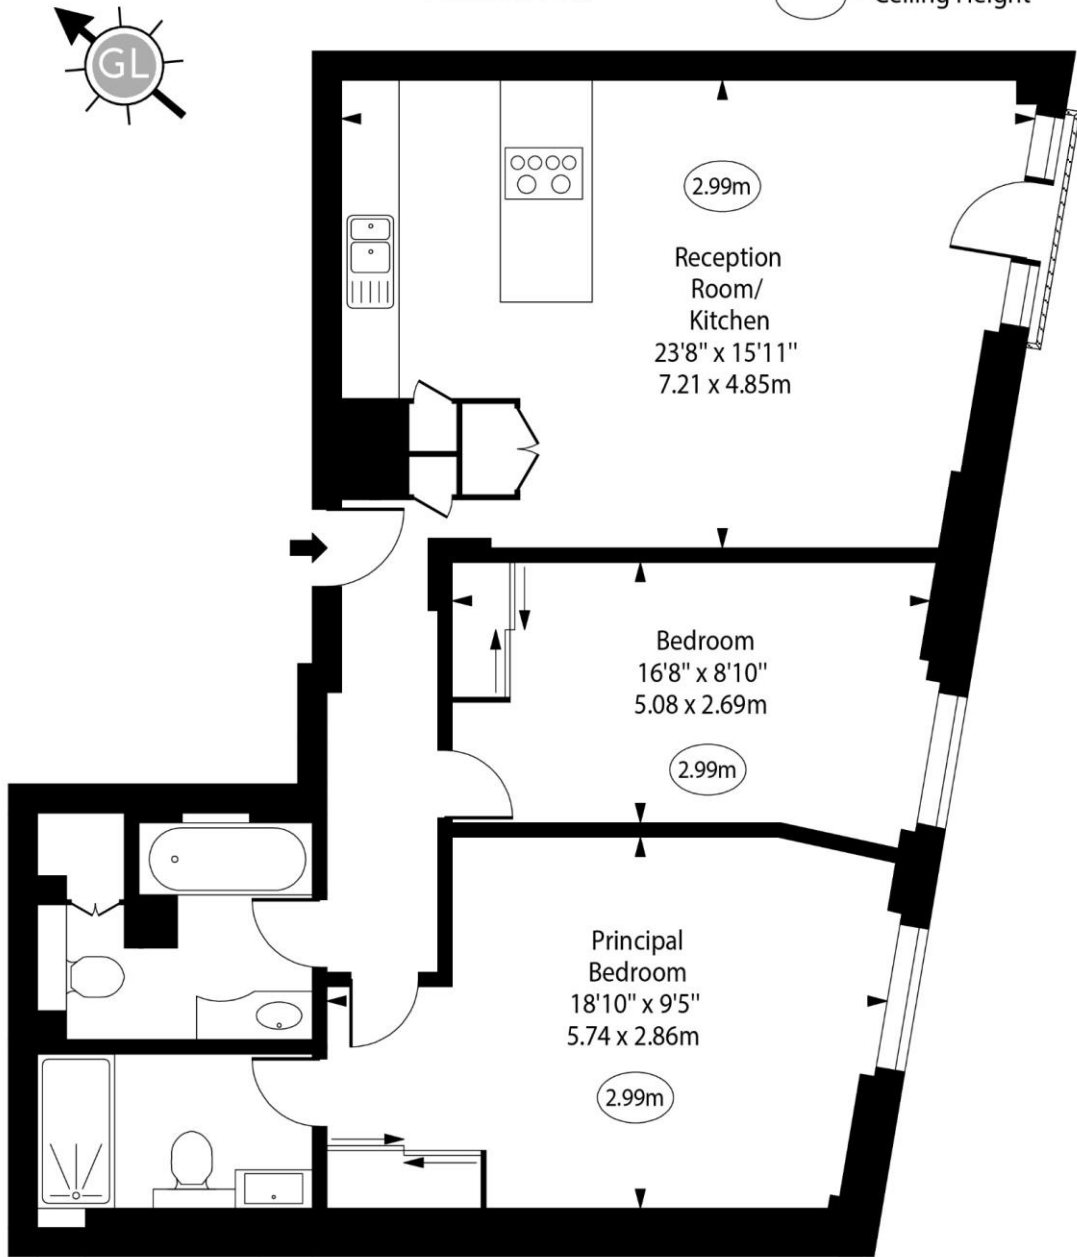 Ceiling Height
GL
2.99m
Reception
Room/
Kitchen
23'8" x 15'11"
7.21 x 4.85m
Bedroom
16'8" x 8'10"
5.08 x 2.69m
2.99m
Principal
Bedroom
18'10" x 9'5"
5.74 x 2.86m
2.99m